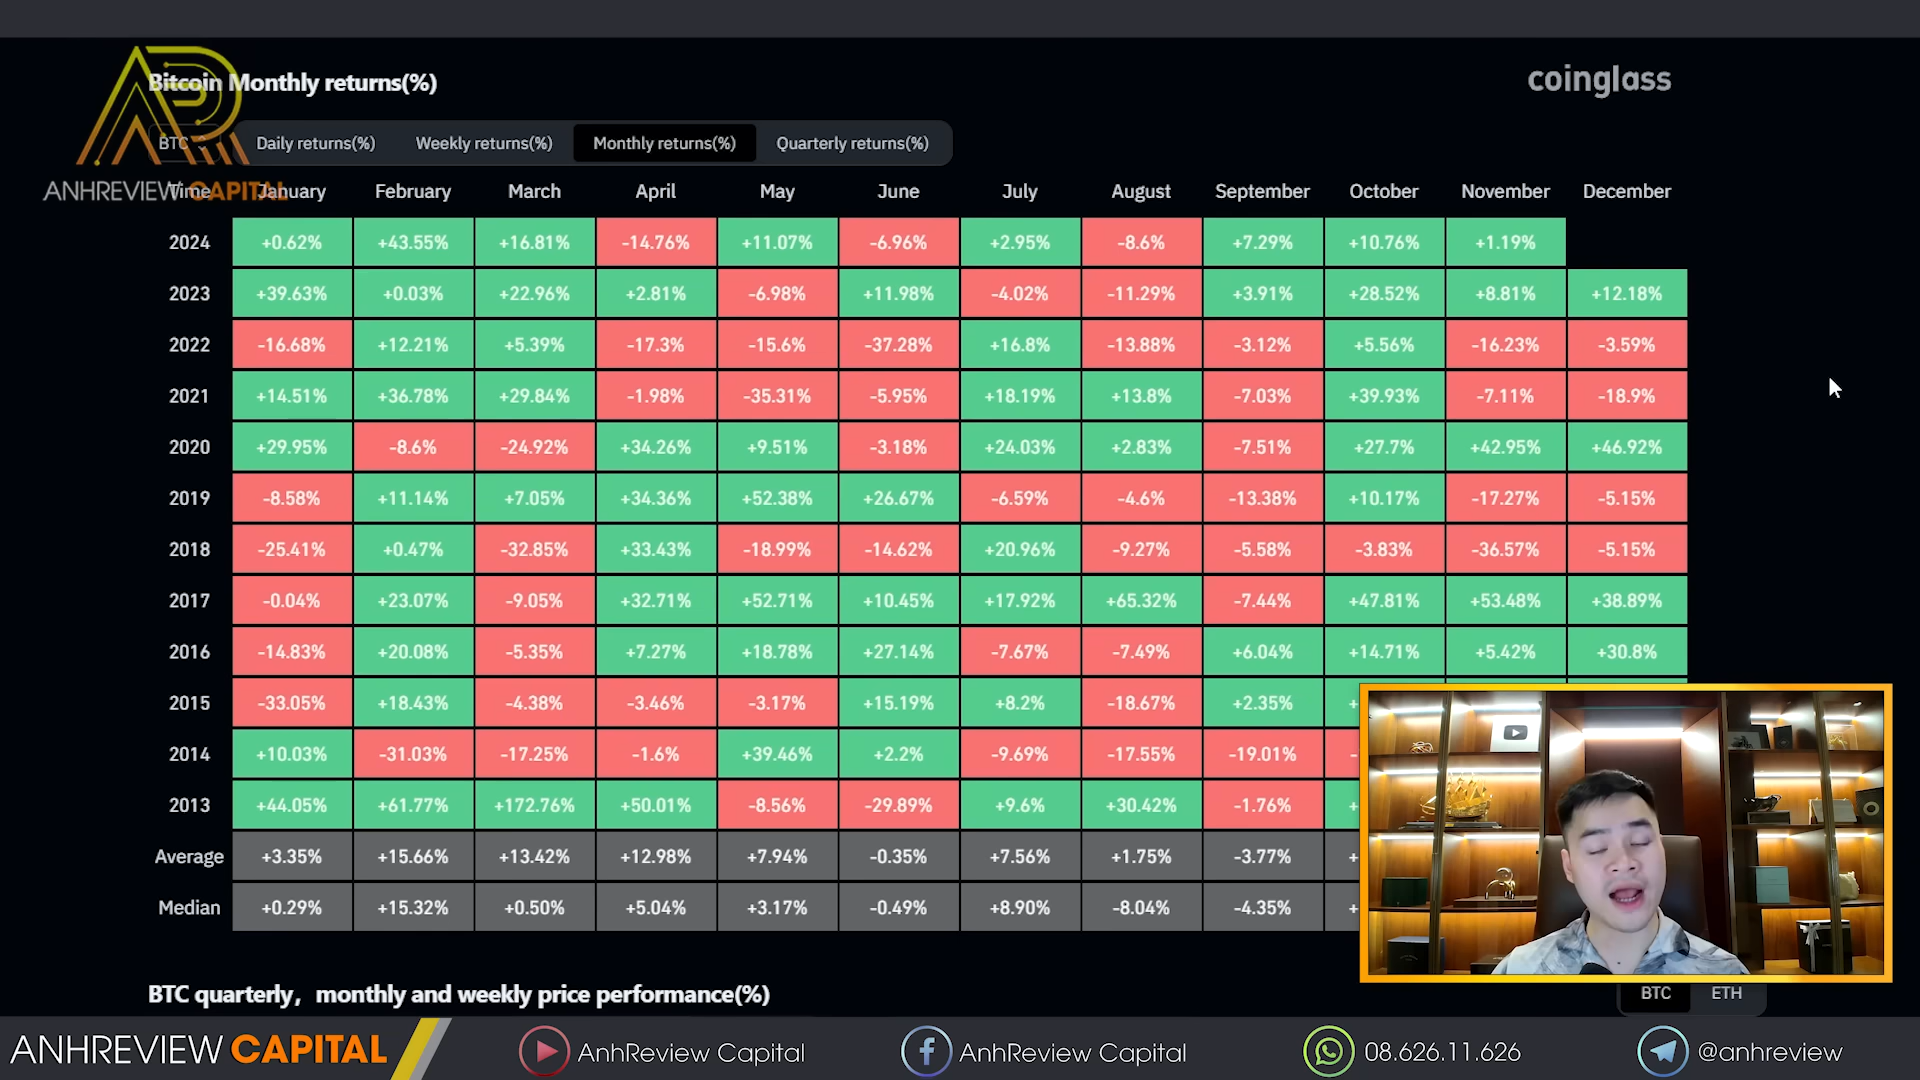 Bitcoin Monthly returns(%)
coinglass
BTC Daily returns(%) Weekly returns(%) Monthly returns(%) Quarterly returns(%)
ANHREVIEW CAPITAL
Time January February March April May June July August September October November December
2024 +0.62% +43.55% +16.81% -14.76% +11.07% -6.96% +2.95% -8.6% +7.29% +10.76% +1.19%
2023 +39.63% +0.03% +22.96% +2.81% -6.98% +11.98% -4.02% -11.29% +3.91% +28.52% +8.81% +12.18%
2022 -16.68% +12.21% +5.39% -17.3% -15.6% -37.28% +16.8% -13.88% -3.12% +5.56% -16.23% -3.59%
2021 +14.51% +36.78% +29.84% -1.98% -35.31% -5.95% +18.19% +13.8% -7.03% +39.93% -7.11% -18.9%
2020 +29.95% -8.6% -24.92% +34.26% +9.51% -3.18% +24.03% +2.83% -7.51% +27.7% +42.95% +46.92%
2019 -8.58% +11.14% +7.05% +34.36% +52.38% +26.67% -6.59% -4.6% -13.38% +10.17% -17.27% -5.15%
2018 -25.41% +0.47% -32.85% +33.43% -18.99% -14.62% +20.96% -9.27% -5.58% -3.83% -36.57% -5.15%
2017 -0.04% +23.07% -9.05% +32.71% +52.71% +10.45% +17.92% +65.32% -7.44% +47.81% +53.48% +38.89%
2016 -14.83% +20.08% -5.35% +7.27% +18.78% +27.14% -7.67% -7.49% +6.04% +14.71% +5.42% +30.8%
2015 -33.05% +18.43% -4.38% -3.46% -3.17% +15.19% +8.2% -18.67% +2.35% +
2014 +10.03% -31.03% -17.25% -1.6% +39.46% +2.2% -9.69% -17.55% -19.01% -
2013 +44.05% +61.77% +172.76% +50.01% -8.56% -29.89% +9.6% +30.42% -1.76% +
Average +3.35% +15.66% +13.42% +12.98% +7.94% -0.35% +7.56% +1.75% -3.77% +
Median +0.29% +15.32% +0.50% +5.04% +3.17% -0.49% +8.90% -8.04% -4.35% +
BTC quarterly, monthly and weekly price performance(%)
BTC ETH
ANHREVIEW CAPITAL AnhReview Capital AnhReview Capital 08.626.11.626 @anhreview